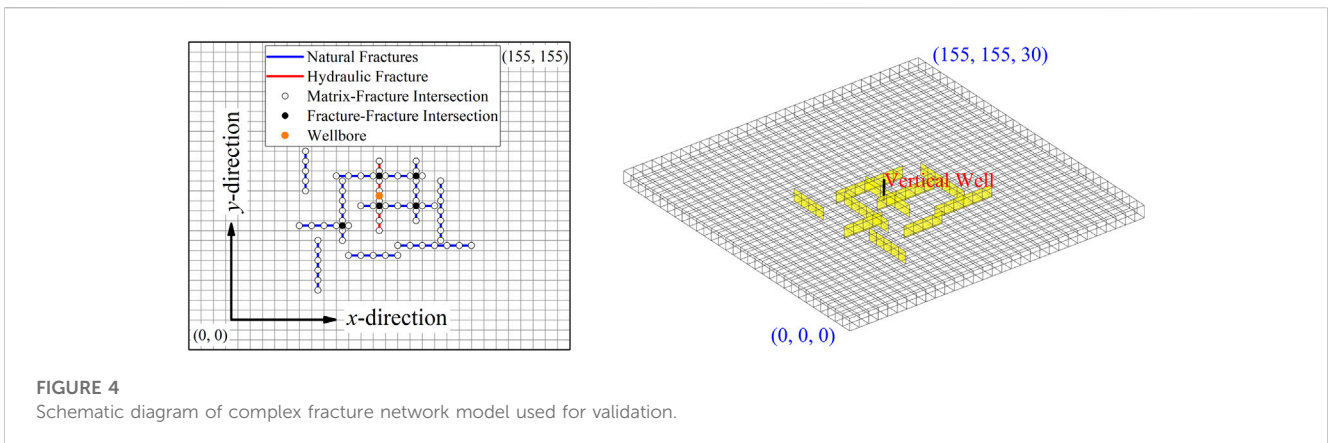 Natural Fractures
(155, 155)
Hydraulic Fracture
Matrix-Fracture Intersection
Fracture-Fracture Intersection
Wellbore
y-direction
x-direction
(0, 0)
(155, 155, 30)
Vertical Well
(0, 0, 0)
FIGURE 4
Schematic diagram of complex fracture network model used for validation.